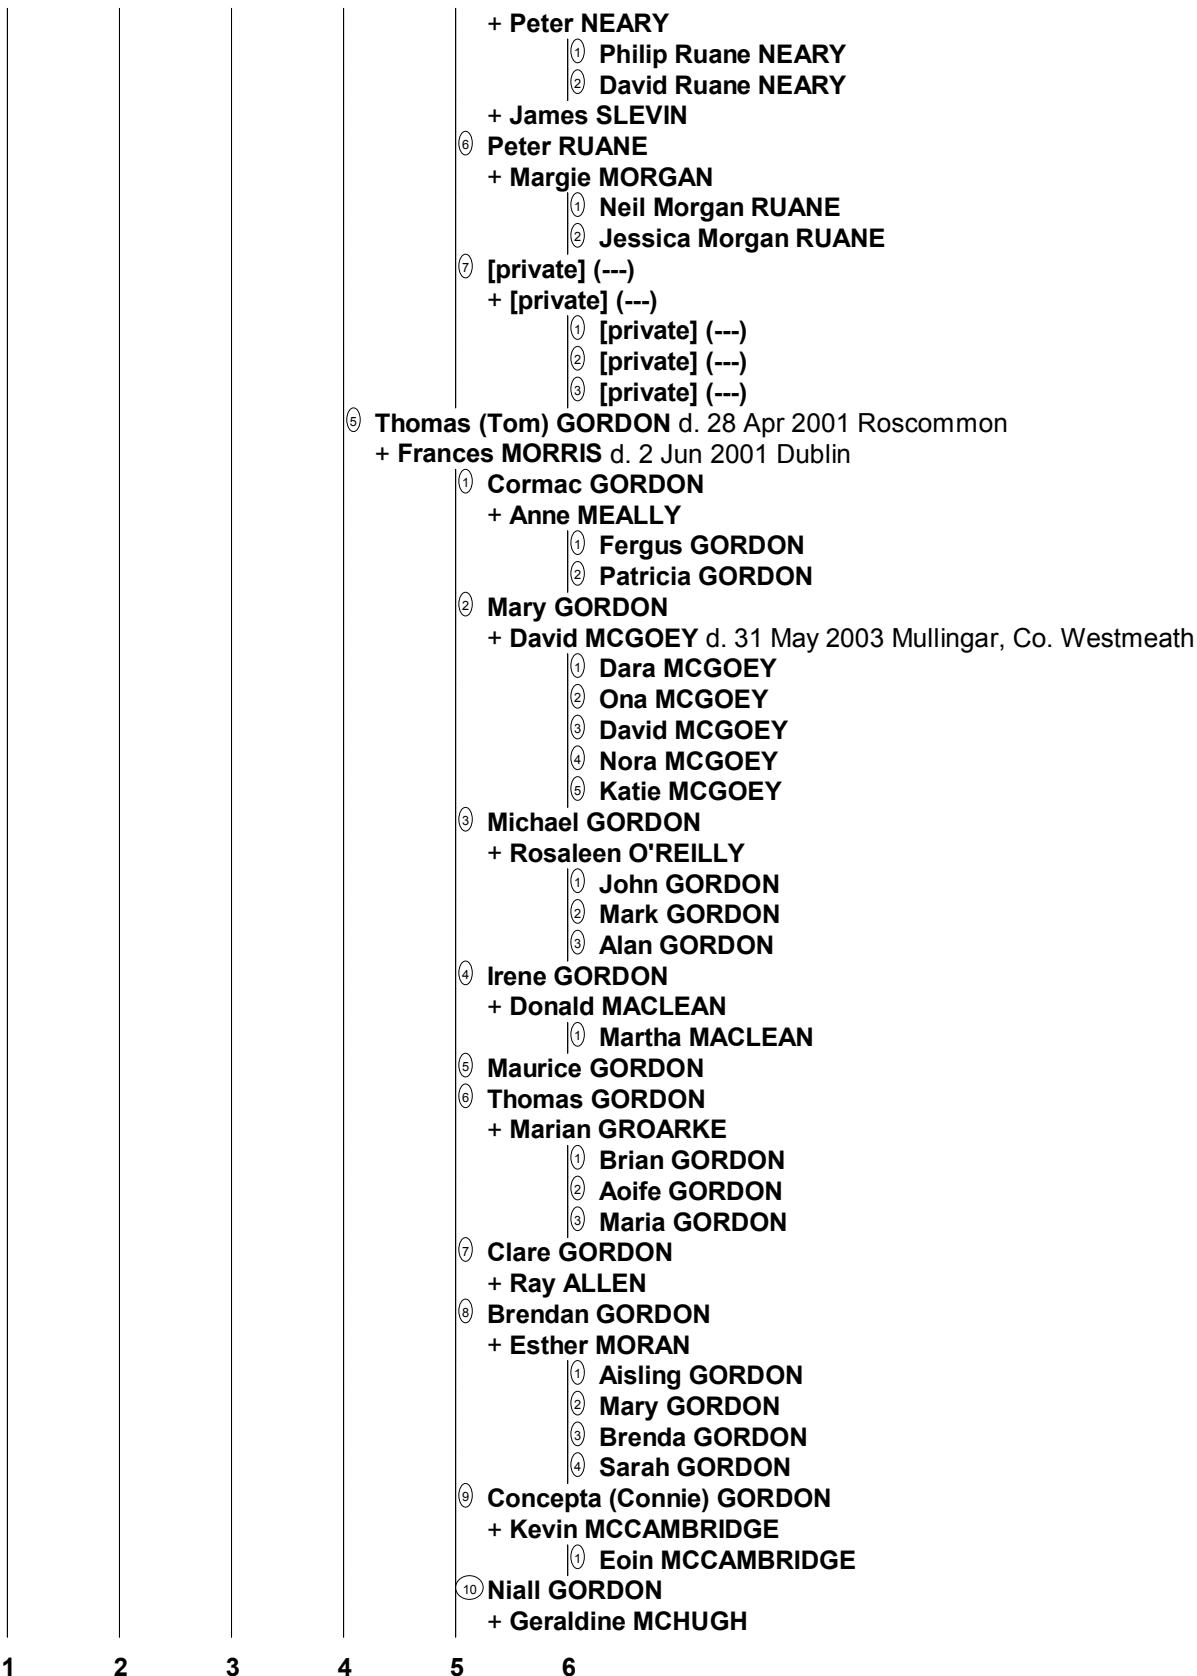 + Peter NEARY
1 Philip Ruane NEARY
2 David Ruane NEARY
+ James SLEVIN
6 Peter RUANE
+ Margie MORGAN
1 Neil Morgan RUANE
2 Jessica Morgan RUANE
7 [private] (---)
+ [private] (---)
1 [private] (---)
2 [private] (---)
3 [private] (---)
5 Thomas (Tom) GORDON d. 28 Apr 2001 Roscommon
+ Frances MORRIS d. 2 Jun 2001 Dublin
1 Cormac GORDON
+ Anne MEALLY
1 Fergus GORDON
2 Patricia GORDON
2 Mary GORDON
+ David MCGOEY d. 31 May 2003 Mullingar, Co. Westmeath
1 Dara MCGOEY
2 Ona MCGOEY
3 David MCGOEY
4 Nora MCGOEY
5 Katie MCGOEY
3 Michael GORDON
+ Rosaleen O'REILLY
1 John GORDON
2 Mark GORDON
3 Alan GORDON
4 Irene GORDON
+ Donald MACLEAN
1 Martha MACLEAN
5 Maurice GORDON
6 Thomas GORDON
+ Marian GROARKE
1 Brian GORDON
2 Aoife GORDON
3 Maria GORDON
7 Clare GORDON
+ Ray ALLEN
8 Brendan GORDON
+ Esther MORAN
1 Aisling GORDON
2 Mary GORDON
3 Brenda GORDON
4 Sarah GORDON
9 Concepta (Connie) GORDON
+ Kevin MCCAMBRIDGE
1 Eoin MCCAMBRIDGE
10 Niall GORDON
+ Geraldine MCHUGH
1 2 3 4 5 6